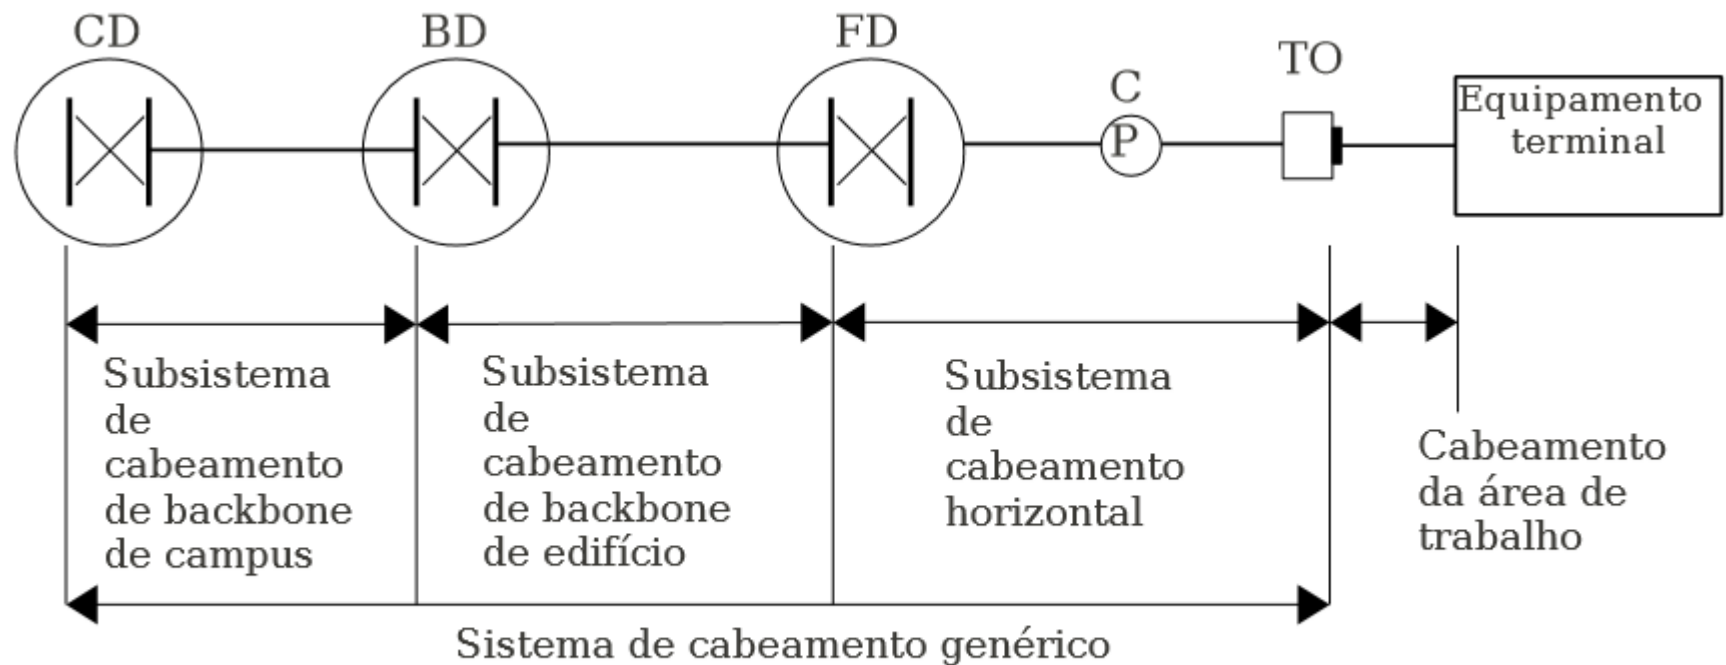 CD
BD
FD
C
P
TO
Equipamento
terminal
Subsistema
de
cabeamento
de backbone
de campus
Subsistema
de
cabeamento
de backbone
de edifício
Subsistema
de
cabeamento
horizontal
Cabeamento
da área de
trabalho
Sistema de cabeamento genérico